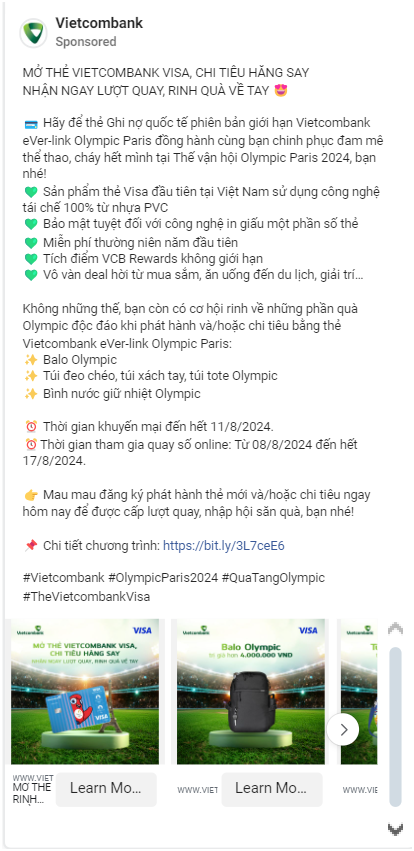 Vietcombank
Sponsored
MỞ THẺ VIETCOMBANK VISA, CHI TIÊU HĂNG SAY
NHẬN NGAY LƯỢT QUAY, RINH QUÀ VỀ TAY 😍
💳 Hãy để thẻ Ghi nợ quốc tế phiên bản giới hạn Vietcombank
eVer-link Olympic Paris đồng hành cùng bạn chinh phục đam mê
thể thao, cháy hết mình tại Thế vận hội Olympic Paris 2024, bạn
nhé!
💚 Sản phẩm thẻ Visa đầu tiên tại Việt Nam sử dụng công nghệ
tái chế 100% từ nhựa PVC
💚 Bảo mật tuyệt đối với công nghệ in giấu một phần số thẻ
💚 Miễn phí thường niên năm đầu tiên
💚 Tích điểm VCB Rewards không giới hạn
💚 Vô vàn deal hời từ mua sắm, ăn uống đến du lịch, giải trí...
Không những thế, bạn còn có cơ hội rinh về những phần quà
Olympic độc đáo khi phát hành và/hoặc chi tiêu bằng thẻ
Vietcombank eVer-link Olympic Paris:
✨ Balo Olympic
✨ Túi đeo chéo, túi xách tay, túi tote Olympic
✨ Bình nước giữ nhiệt Olympic
⏰ Thời gian khuyến mại đến hết 11/8/2024.
⏰Thời gian tham gia quay số online: Từ 08/8/2024 đến hết
17/8/2024.
👉 Mau mau đăng ký phát hành thẻ mới và/hoặc chi tiêu ngay
hôm nay để được cấp lượt quay, nhập hội săn quà, bạn nhé!
📌 Chi tiết chương trình: https://bit.ly/3L7ceE6
#Vietcombank #OlympicParis2024 #QuaTangOlympic
#TheVietcombankVisa
Vietcombank VISA
MỞ THẺ VIETCOMBANK VISA,
CHI TIÊU HĂNG SAY
NHẬN NGAY LƯỢT QUAY, RINH QUÀ VỀ TAY
Vietcombank VISA
Balo Olympic
trị giá hơn 4.000.000 VND
Vietcomb
WWW.VIET
MỞ THẺ
RINH...
Learn Mo...
WWW.VIET
Learn Mo...
WWW.VIET